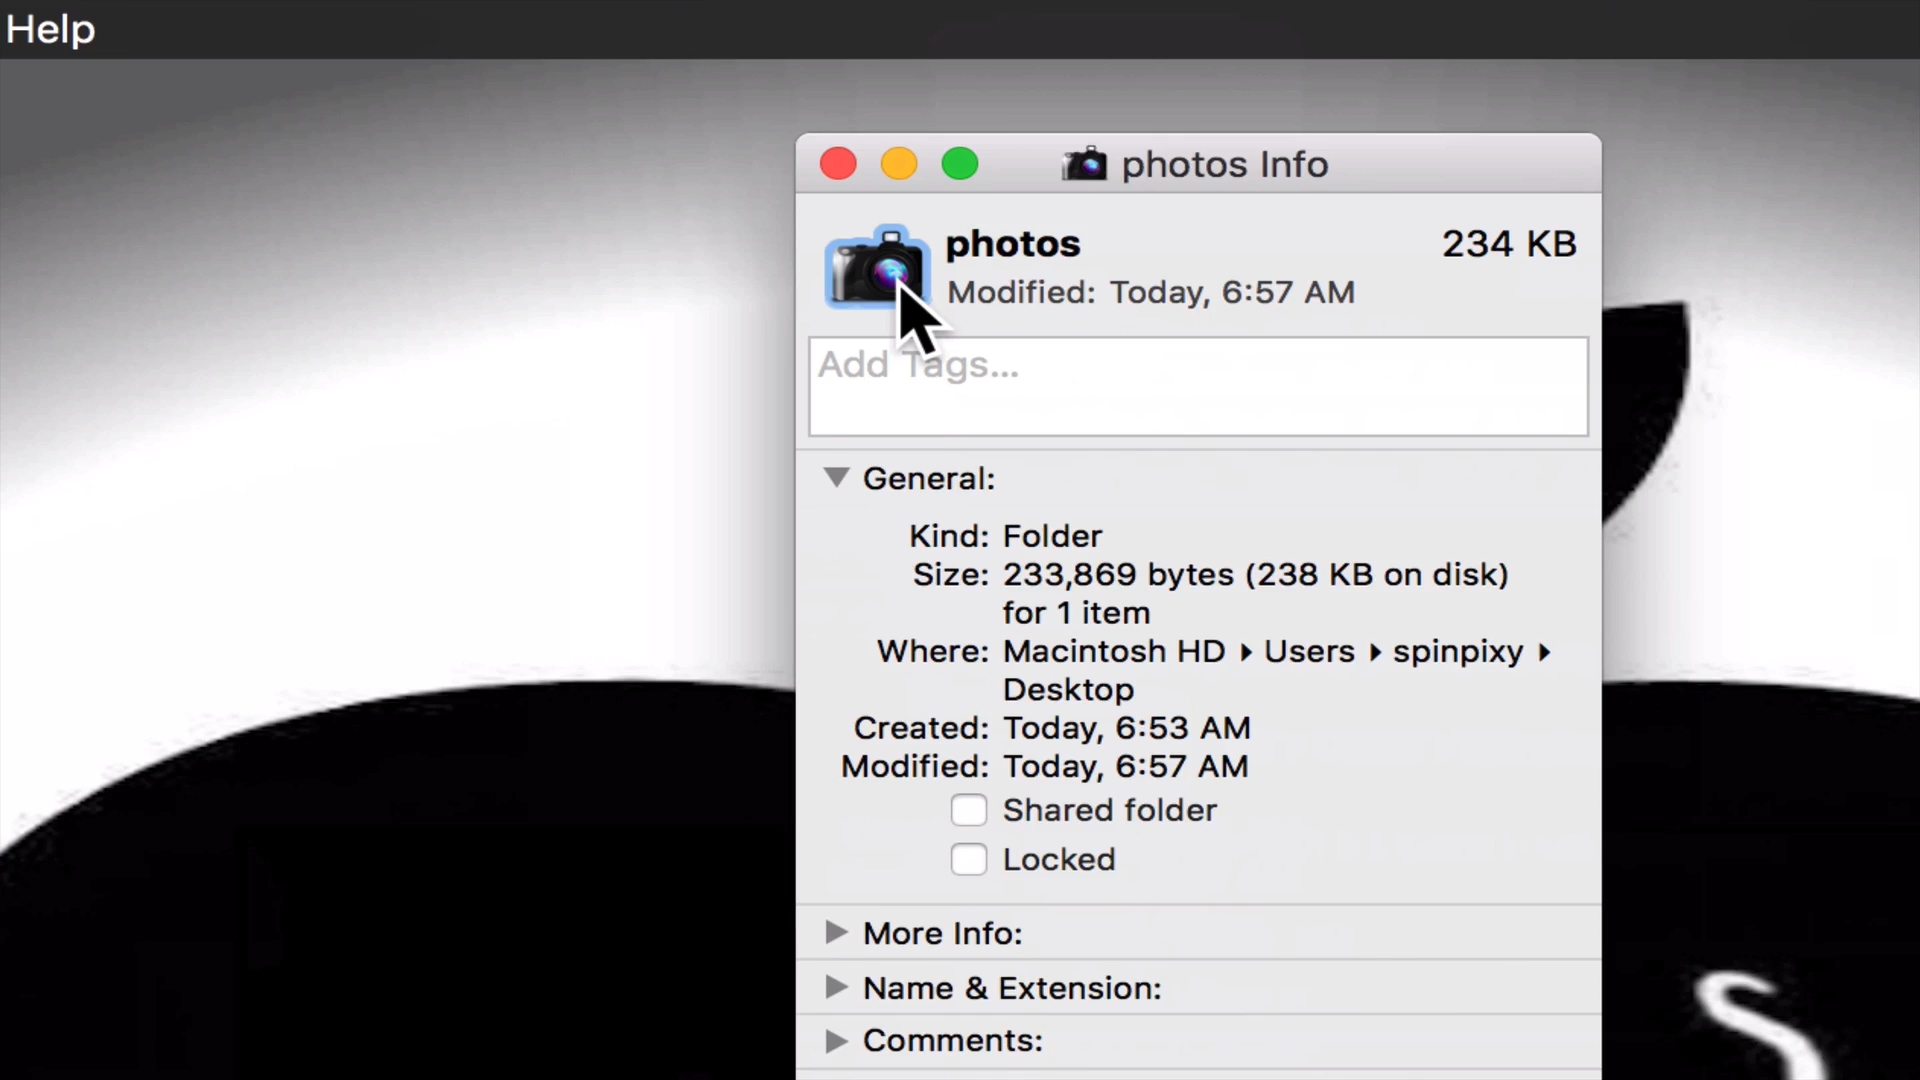 Help
photos Info
photos 234 KB
Modified: Today, 6:57 AM
Add Tags...
General:
Kind: Folder
Size: 233,869 bytes (238 KB on disk)
for 1 item
Where: Macintosh HD ▸ Users ▸ spinpixy ▸
Desktop
Created: Today, 6:53 AM
Modified: Today, 6:57 AM
Shared folder
Locked
More Info:
Name & Extension:
Comments: